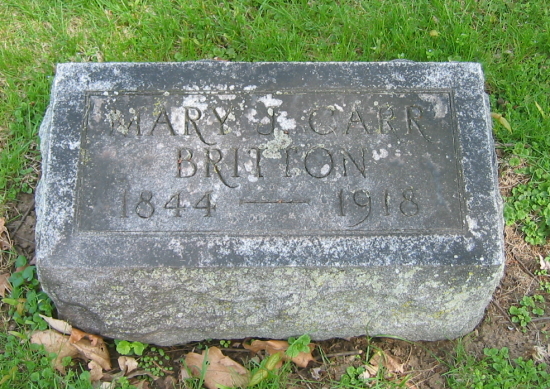 MARY J. CARR
BRITTON
1844 — 1918